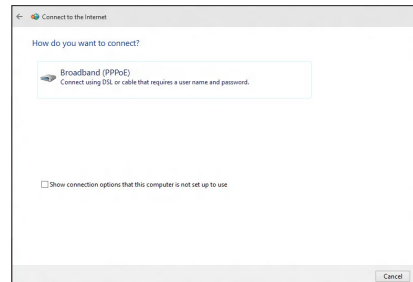 Connect to the Internet
How do you want to connect?
Broadband (PPPoE)
Connect using DSL or cable that requires a user name and password.
Show connection options that this computer is not set up to use
Cancel